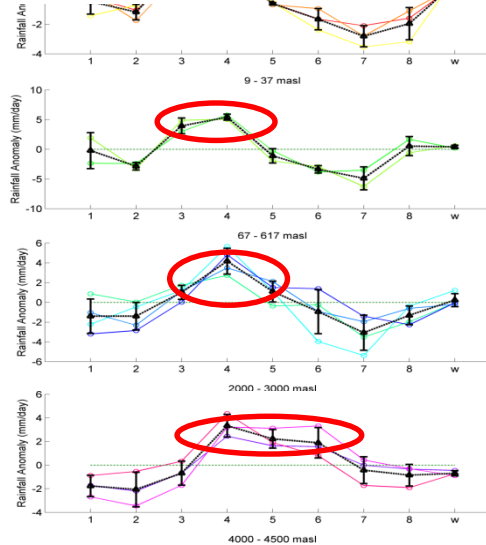 Rainfall An
-2
-4
1 2 3 4 5 6 7 8 w
9 - 37 masl
Rainfall Anomaly (mm/day)
10
5
0
-5
-10
1 2 3 4 5 6 7 8 w
67 - 617 masl
Rainfall Anomaly (mm/day)
6
4
2
0
-2
-4
-6
1 2 3 4 5 6 7 8 w
2000 - 3000 masl
Rainfall Anomaly (mm/day)
6
4
2
0
-2
-4
1 2 3 4 5 6 7 8 w
4000 - 4500 masl